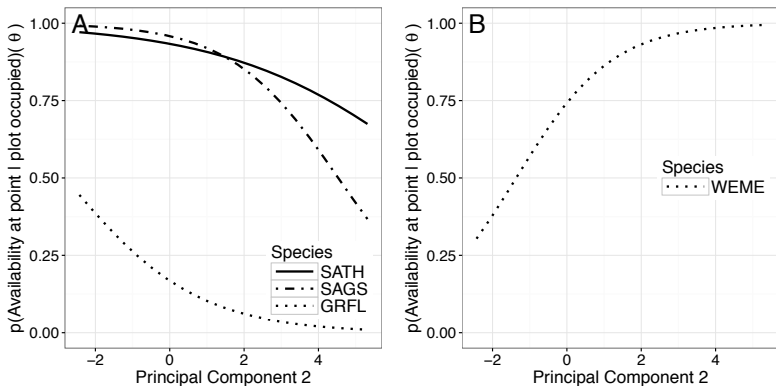 A
p(Availability at point | plot occupied)( θ )
1.00
0.75
0.50
0.25
0.00
Species
SATH
SAGS
GRFL
−2 0 2 4
Principal Component 2
B
p(Availability at point | plot occupied)( θ )
1.00
0.75
0.50
0.25
0.00
Species
WEME
−2 0 2 4
Principal Component 2